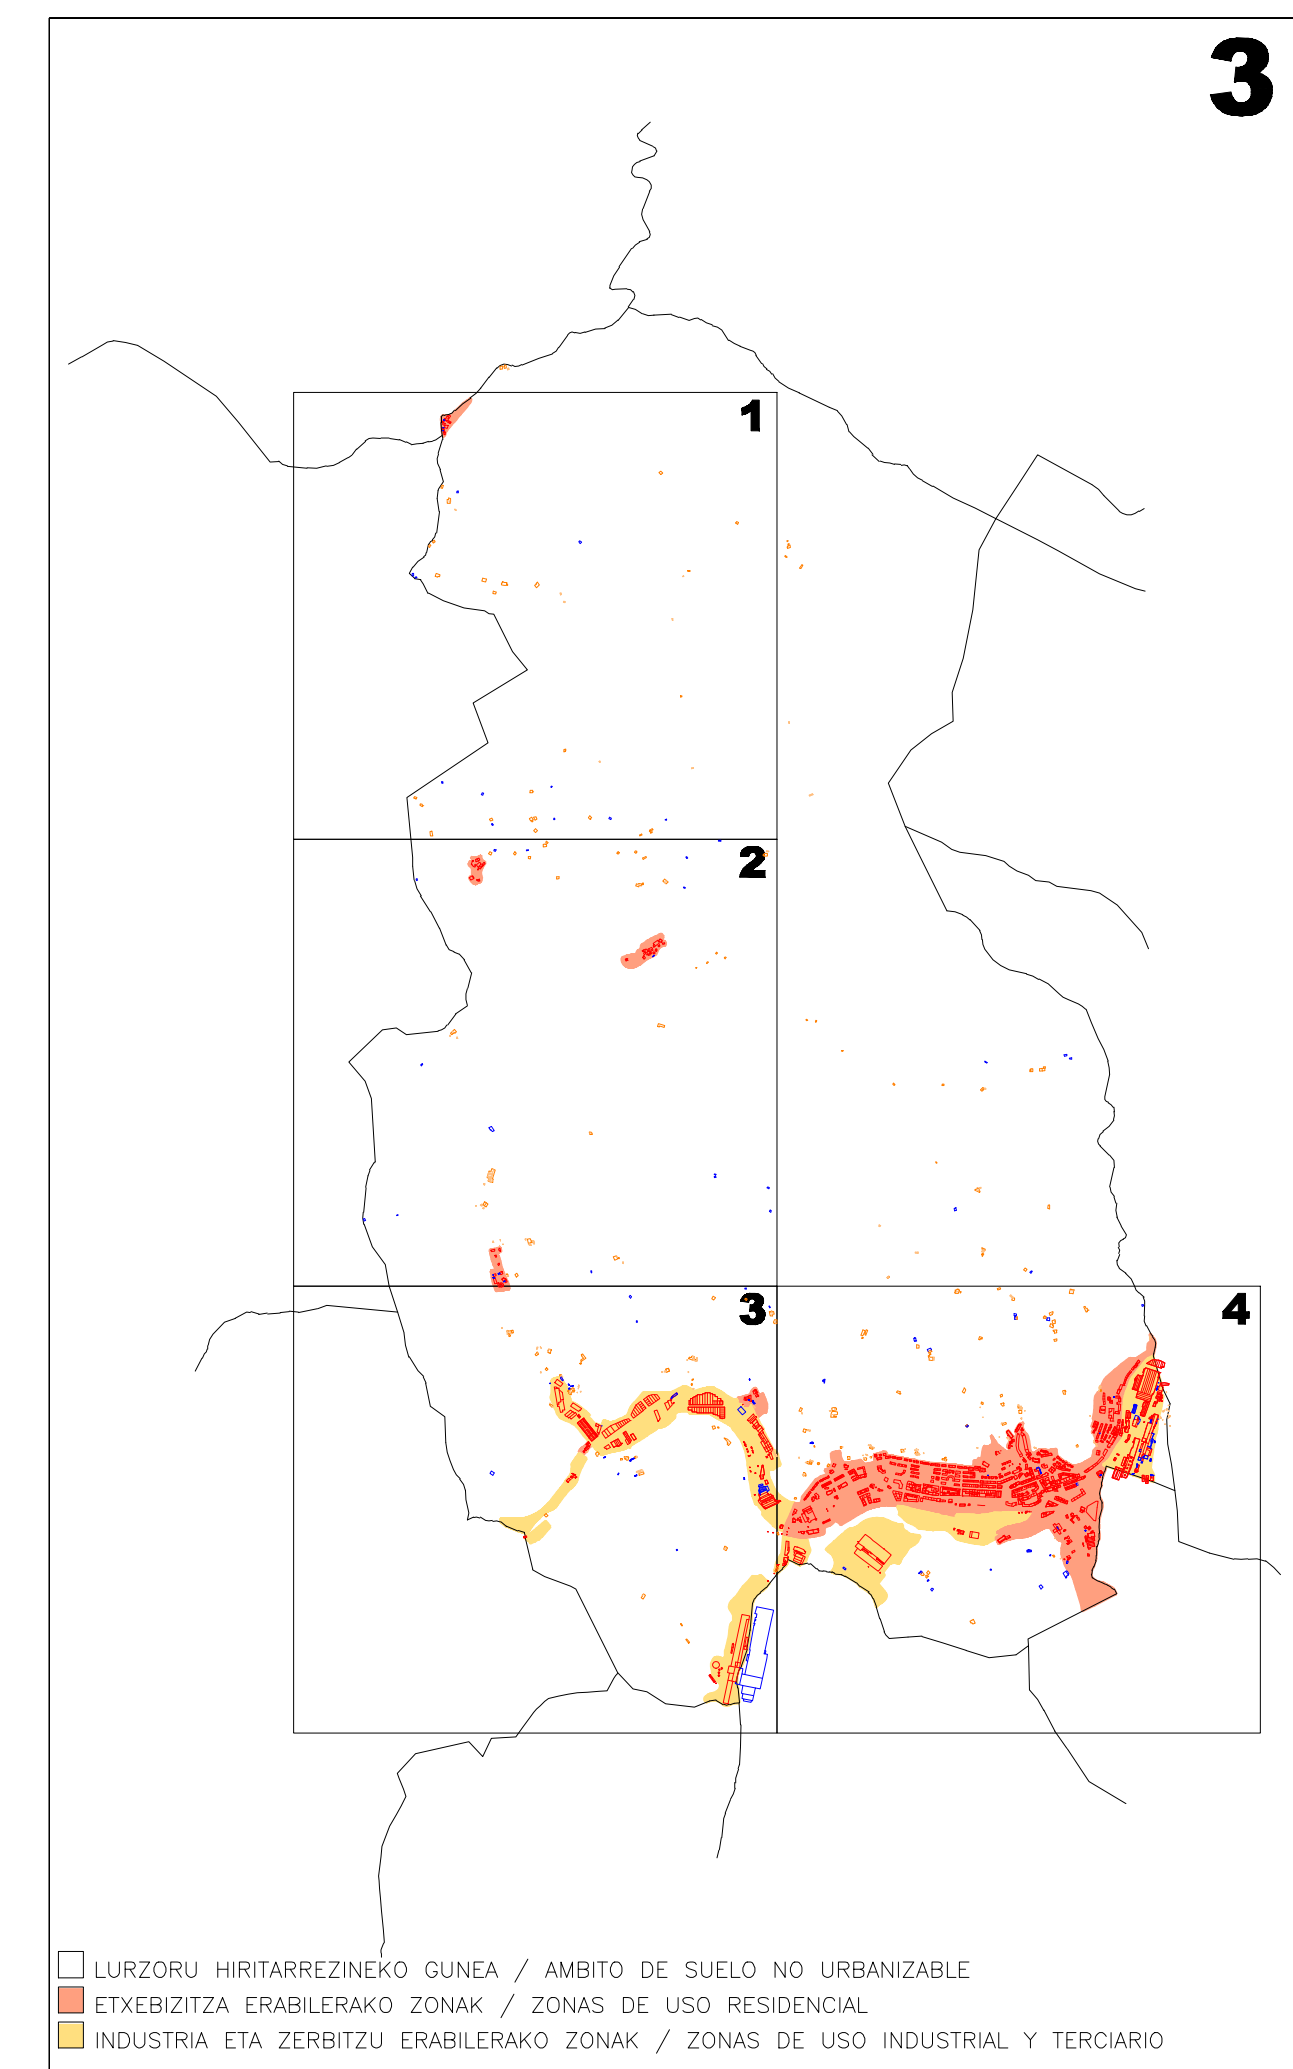 3
1
2
3
4
LURZORU HIRITARREZINEKO GUNEA / AMBITO DE SUELO NO URBANIZABLE
ETXEBIZITZA ERABILERAKO ZONAK / ZONAS DE USO RESIDENCIAL
INDUSTRIA ETA ZERBITZU ERABILERAKO ZONAK / ZONAS DE USO INDUSTRIAL Y TERCIARIO